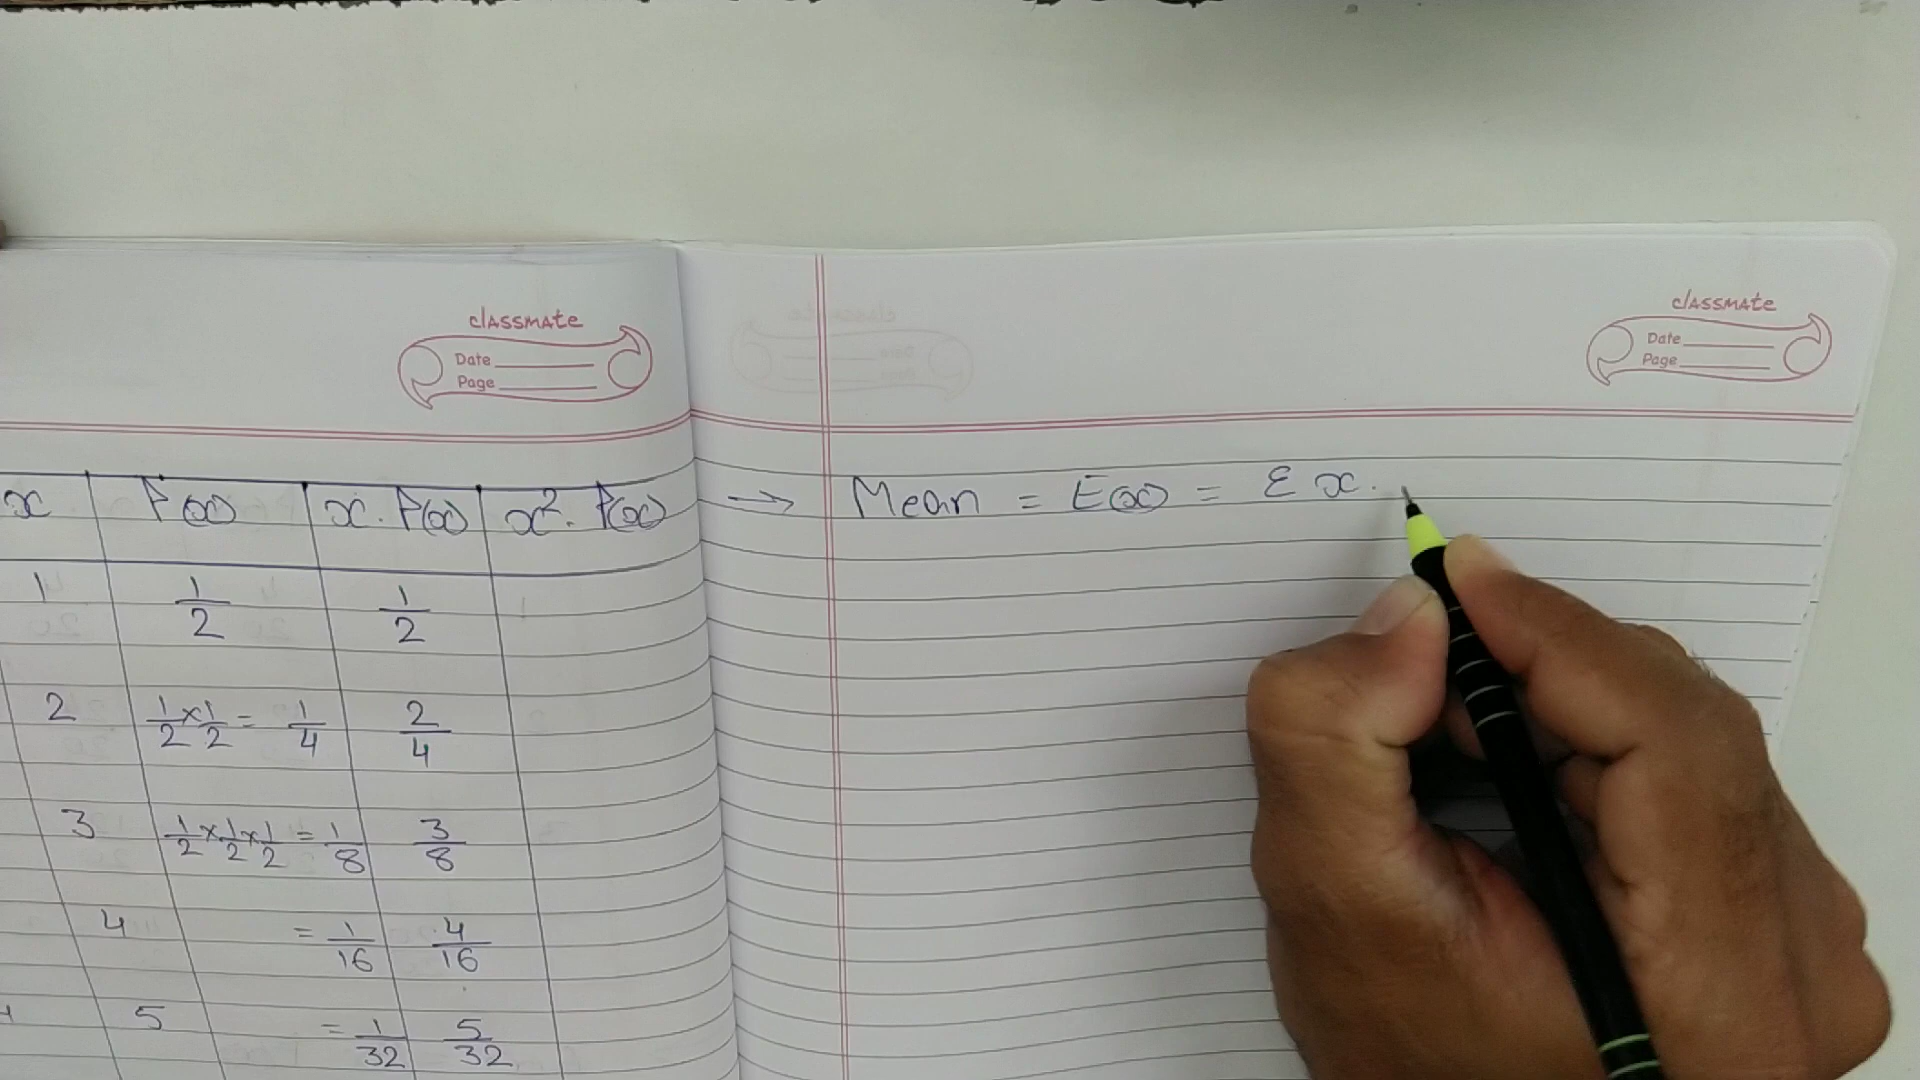 classmate
Date
Page
x P(x) x. P(x) x². P(x)
1 1/2 1/2
2 1/2 × 1/2 = 1/4 2/4
3 1/2 × 1/2 × 1/2 = 1/8 3/8
4 = 1/16 4/16
5 = 1/32 5/32
classmate
Date
Page
→ Mean = E(x) = Σ x.